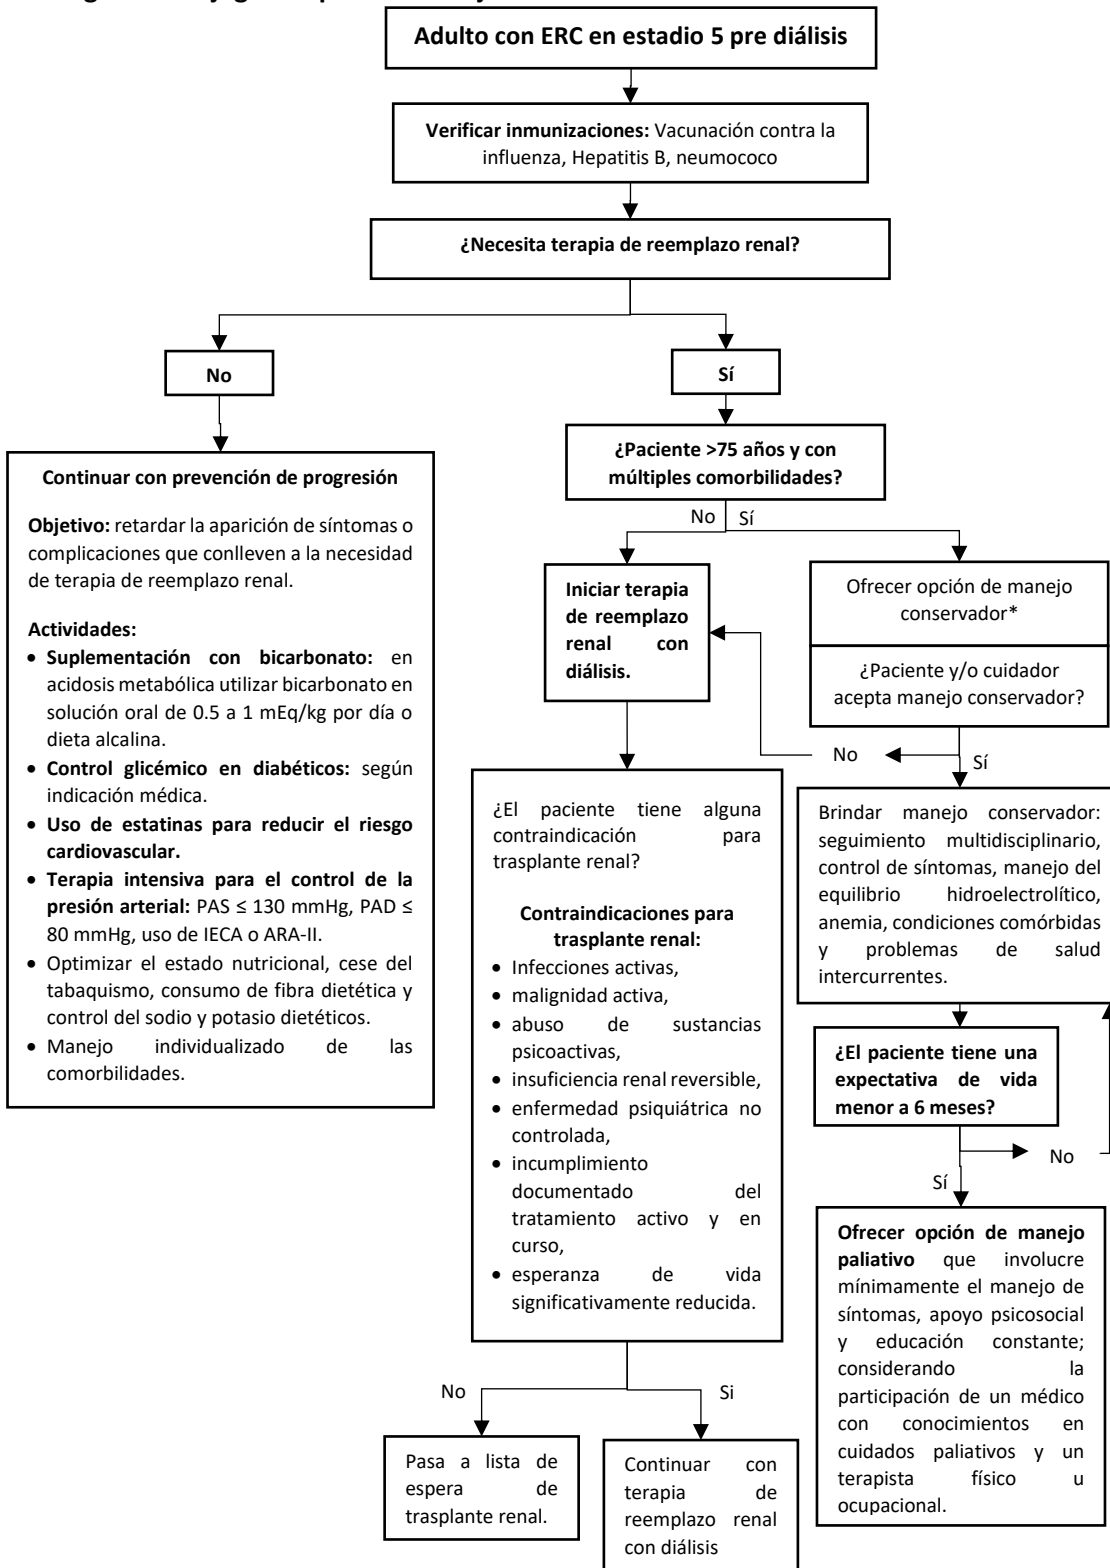 Adulto con ERC en estadio 5 pre diálisis
Verificar inmunizaciones: Vacunación contra la
influenza, Hepatitis B, neumococo
¿Necesita terapia de reemplazo renal?
No
Sí
Continuar con prevención de progresión
Objetivo: retardar la aparición de síntomas o
complicaciones que conlleven a la necesidad
de terapia de reemplazo renal.
Actividades:
• Suplementación con bicarbonato: en
acidosis metabólica utilizar bicarbonato en
solución oral de 0.5 a 1 mEq/kg por día o
dieta alcalina.
• Control glicémico en diabéticos: según
indicación médica.
• Uso de estatinas para reducir el riesgo
cardiovascular.
• Terapia intensiva para el control de la
presión arterial: PAS ≤ 130 mmHg, PAD ≤
80 mmHg, uso de IECA o ARA-II.
• Optimizar el estado nutricional, cese del
tabaquismo, consumo de fibra dietética y
control del sodio y potasio dietéticos.
• Manejo individualizado de las
comorbilidades.
¿Paciente >75 años y con
múltiples comorbilidades?
No
Sí
Iniciar terapia
de reemplazo
renal con
diálisis.
Ofrecer opción de manejo
conservador*
¿Paciente y/o cuidador
acepta manejo conservador?
No
Sí
¿El paciente tiene alguna
contraindicación para
trasplante renal?
Contraindicaciones para
trasplante renal:
• Infecciones activas,
• malignidad activa,
• abuso de sustancias
psicoactivas,
• insuficiencia renal reversible,
• enfermedad psiquiátrica no
controlada,
• incumplimiento
documentado del
tratamiento activo y en
curso,
• esperanza de vida
significativamente reducida.
Brindar manejo conservador:
seguimiento multidisciplinario,
control de síntomas, manejo del
equilibrio hidroelectrolítico,
anemia, condiciones comórbidas
y problemas de salud
intercurrentes.
¿El paciente tiene una
expectativa de vida
menor a 6 meses?
No
Sí
Ofrecer opción de manejo
paliativo que involucre
mínimamente el manejo de
síntomas, apoyo psicosocial
y educación constante;
considerando la
participación de un médico
con conocimientos en
cuidados paliativos y un
terapista físico u
ocupacional.
No
Si
Pasa a lista de
espera de
trasplante renal.
Continuar con
terapia de
reemplazo renal
con diálisis